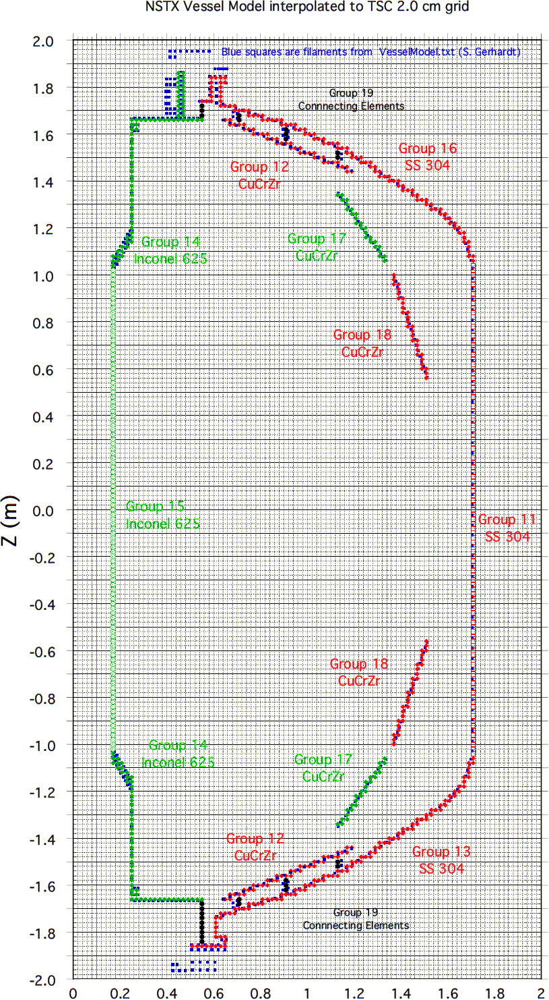 NSTX Vessel Model interpolated to TSC 2.0 cm grid
2.0
Blue squares are filaments from VesselModel.txt (S. Gerhardt)
1.8
Group 19
Connnecting Elements
1.6
Group 16
SS 304
Group 12
CuCrZr
1.4
1.2
Group 17
CuCrZr
Group 14
Inconel 625
1.0
0.8
Group 18
CuCrZr
0.6
0.4
0.2
Z (m)
0.0
Group 15
Inconel 625
Group 11
SS 304
-0.2
-0.4
-0.6
Group 18
CuCrZr
-0.8
-1.0
Group 14
Inconel 625
Group 17
CuCrZr
-1.2
-1.4
Group 12
CuCrZr
Group 13
SS 304
-1.6
Group 19
Connnecting Elements
-1.8
-2.0
0 0.2 0.4 0.6 0.8 1 1.2 1.4 1.6 1.8 2